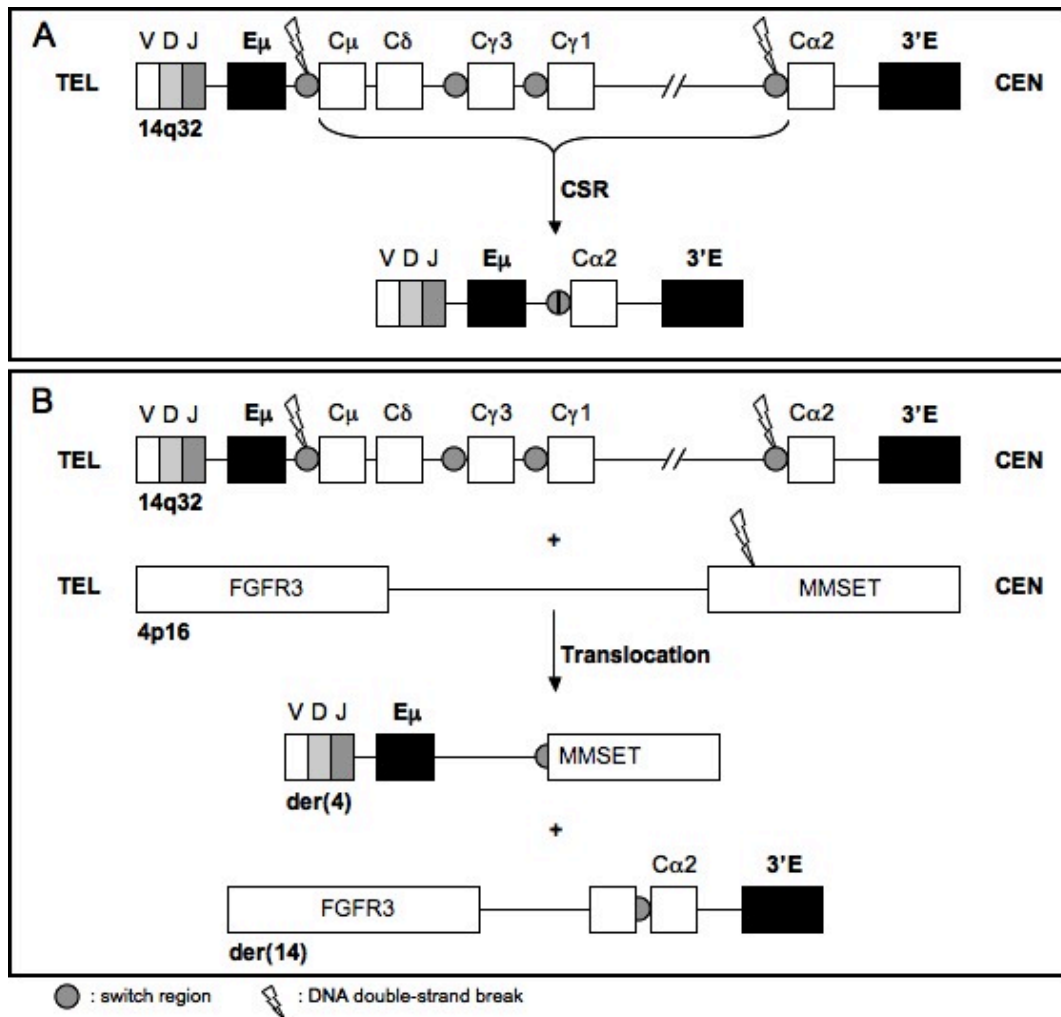 A
V D J Eμ Cμ Cδ Cγ3 Cγ1 Cα2 3'E
TEL CEN
14q32
CSR
V D J Eμ Cα2 3'E
B
V D J Eμ Cμ Cδ Cγ3 Cγ1 Cα2 3'E
TEL CEN
14q32
+
TEL FGFR3 MMSET CEN
4p16
Translocation
V D J Eμ
MMSET
der(4)
+
Cα2 3'E
FGFR3
der(14)
: switch region : DNA double-strand break